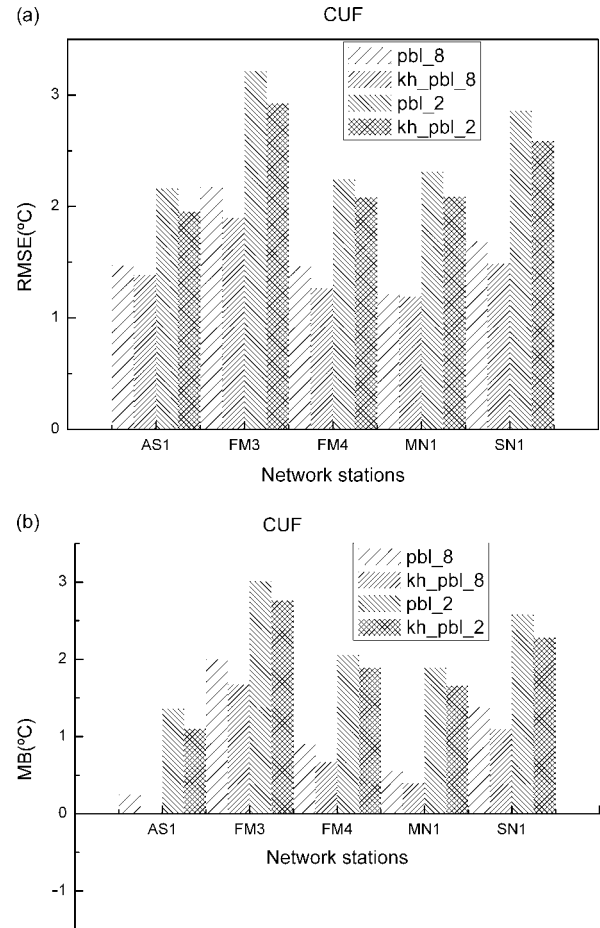 (a)
CUF
pbl_8
kh_pbl_8
pbl_2
kh_pbl_2
RMSE(ºC)
3
2
1
0
AS1 FM3 FM4 MN1 SN1
Network stations
(b)
CUF
pbl_8
kh_pbl_8
pbl_2
kh_pbl_2
MB(ºC)
3
2
1
0
AS1 FM3 FM4 MN1 SN1
Network stations
-1